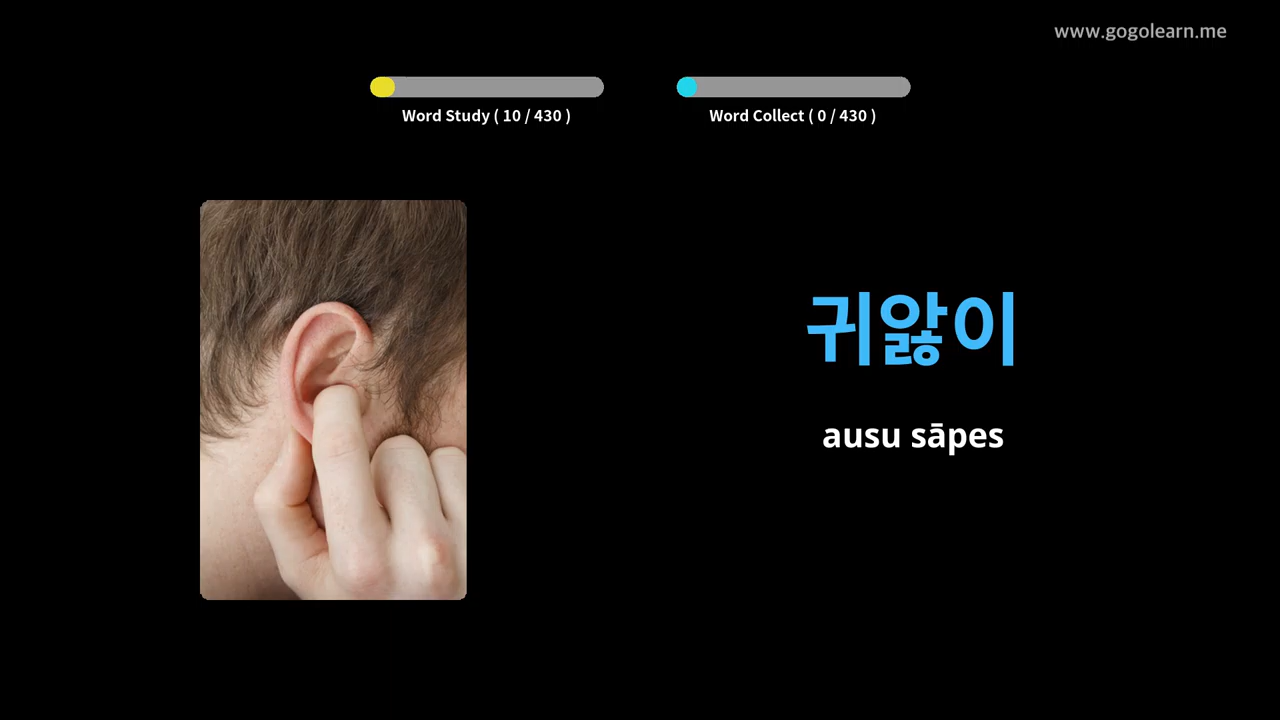 www.gogolearn.me
Word Study ( 10 / 430 )
Word Collect ( 0 / 430 )
귀앓이
ausu sāpes